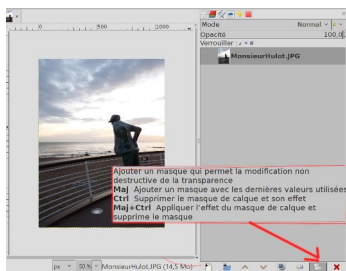 0
500
1000
Mode
Normal
Opacité
100,0
Verrouiller :
MonsieurHulot.JPG
Ajouter un masque qui permet la modification non
destructive de la transparence
Maj Ajouter un masque avec les dernières valeurs utilisées
Ctrl Supprimer le masque de calque et son effet
Maj+Ctrl Appliquer l'effet du masque de calque et
supprime le masque
px
50 %
MonsieurHulot.JPG (14,5 Mo)